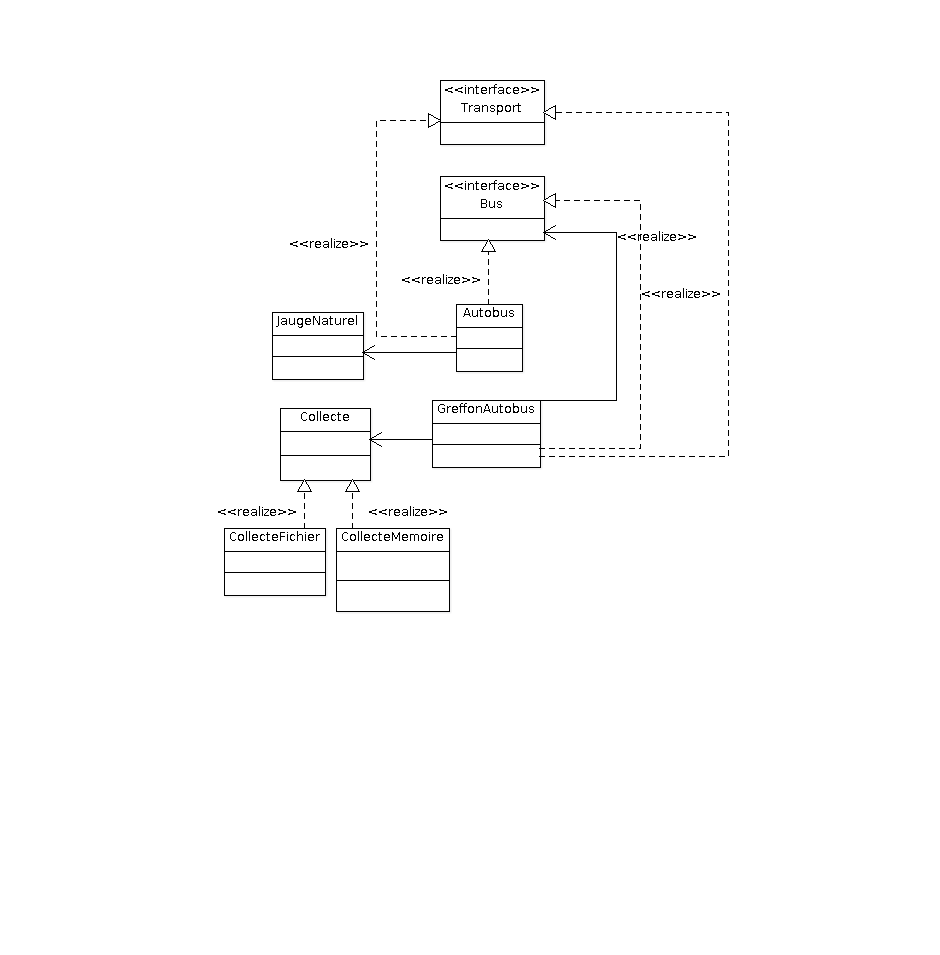 <<interface>>
Transport
<<interface>>
Bus
<<realize>>
<<realize>>
<<realize>>
<<realize>>
JaugeNaturel
Autobus
Collecte
GreffonAutobus
<<realize>>
<<realize>>
CollecteFichier
CollecteMemoire